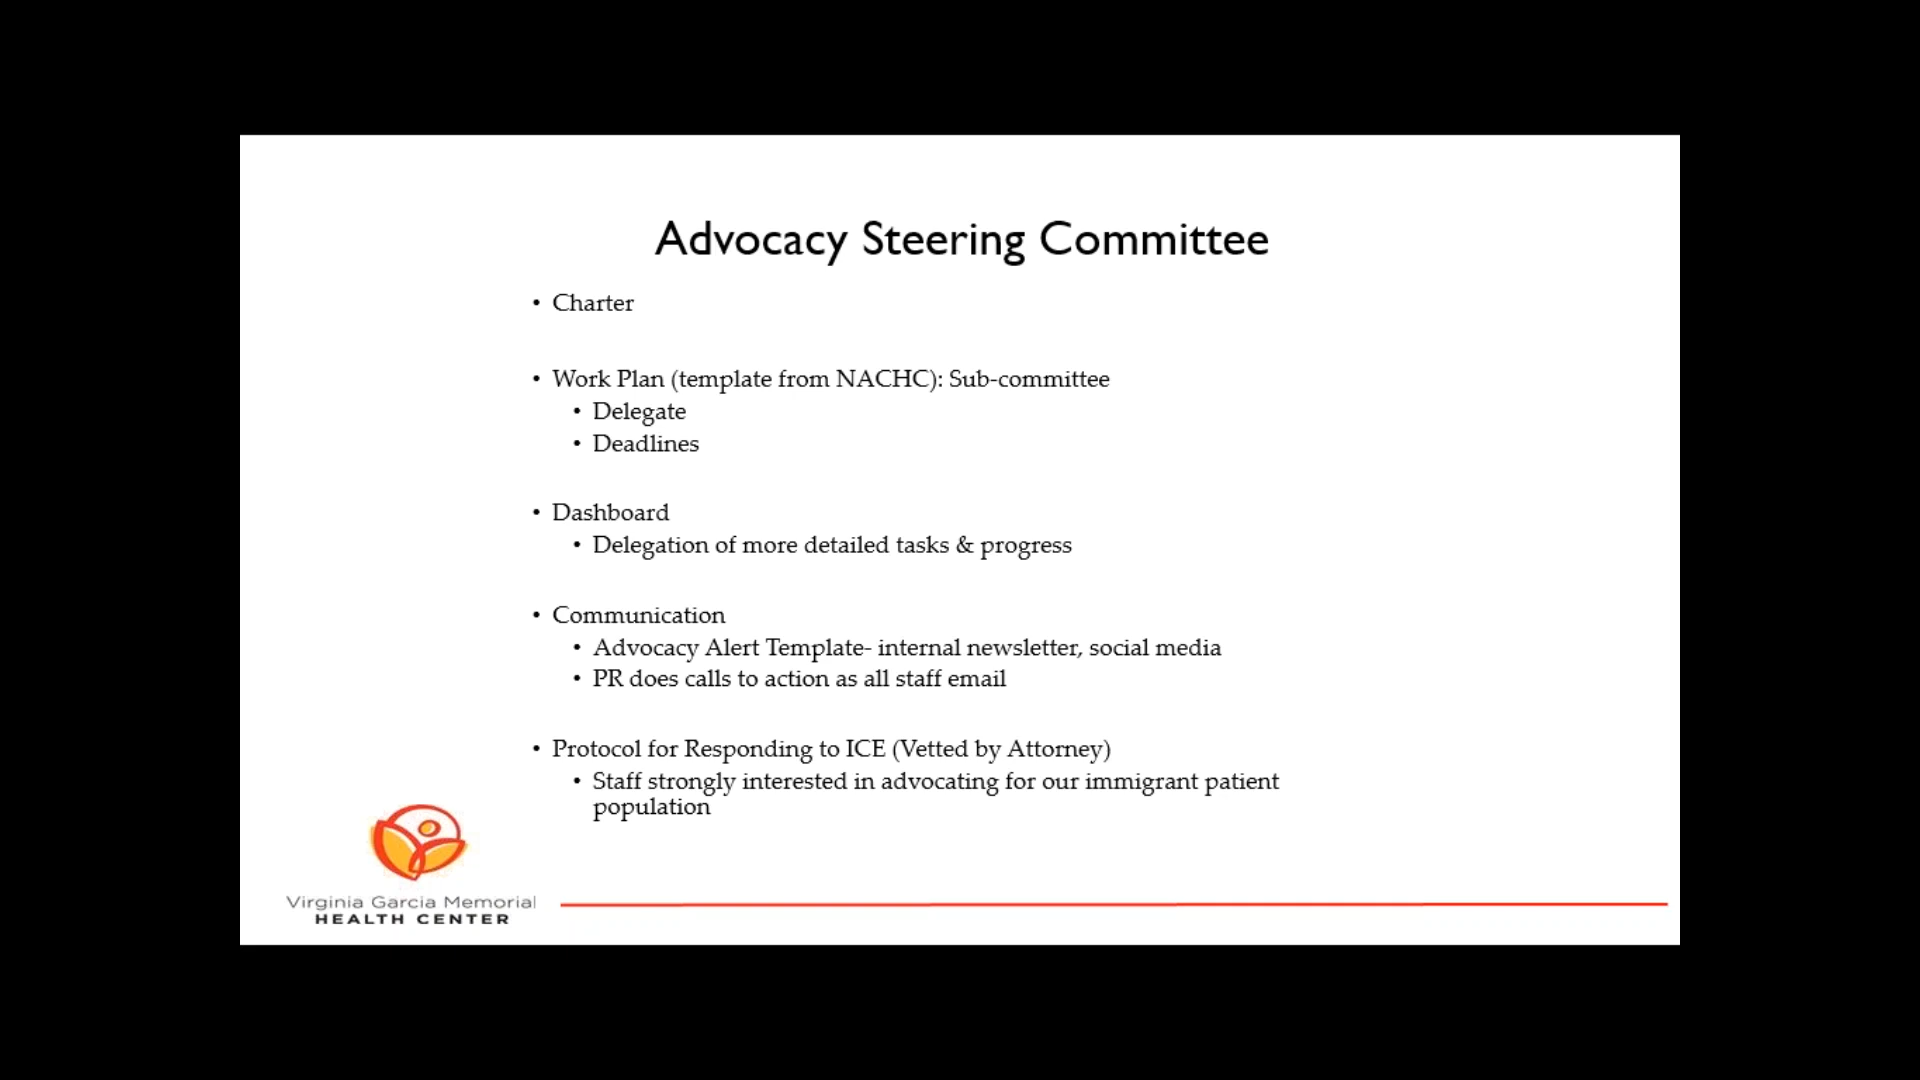 Advocacy Steering Committee
• Charter
• Work Plan (template from NACHC): Sub-committee
• Delegate
• Deadlines
• Dashboard
• Delegation of more detailed tasks & progress
• Communication
• Advocacy Alert Template- internal newsletter, social media
• PR does calls to action as all staff email
• Protocol for Responding to ICE (Vetted by Attorney)
• Staff strongly interested in advocating for our immigrant patient
population
Virginia Garcia Memorial
HEALTH CENTER